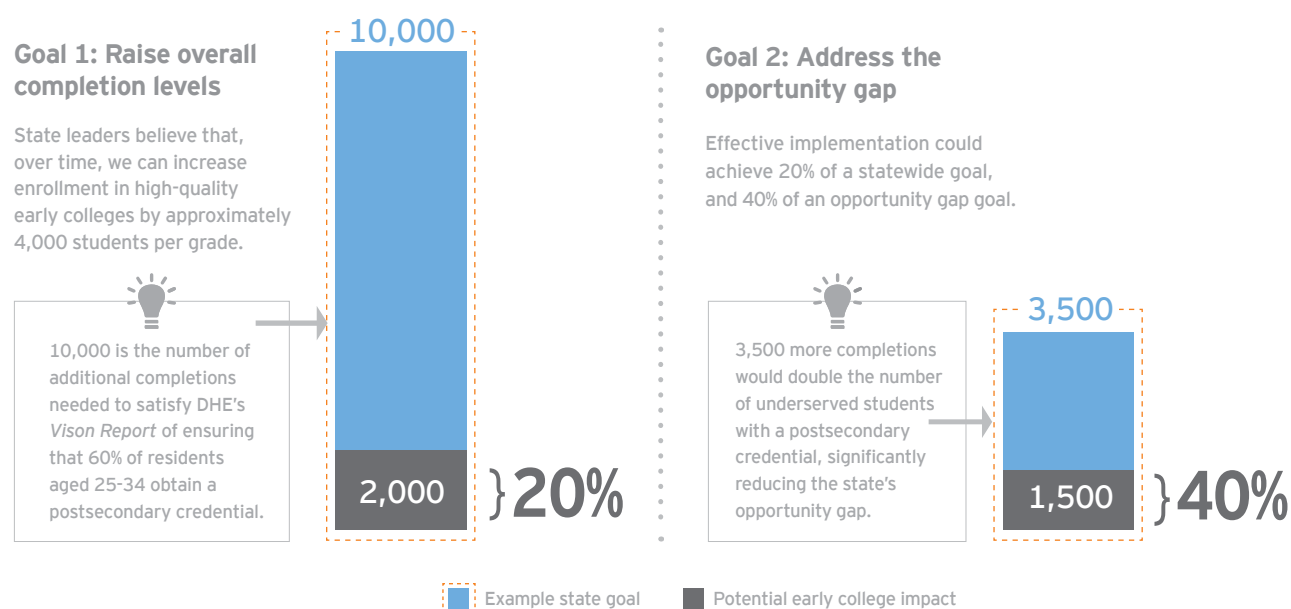 Goal 1: Raise overall
completion levels
State leaders believe that,
over time, we can increase
enrollment in high-quality
early colleges by approximately
4,000 students per grade.
10,000 is the number of
additional completions
needed to satisfy DHE’s
Vison Report of ensuring
that 60% of residents
aged 25-34 obtain a
postsecondary credential.
10,000
2,000
}20%
Goal 2: Address the
opportunity gap
Effective implementation could
achieve 20% of a statewide goal,
and 40% of an opportunity gap goal.
3,500 more completions
would double the number
of underserved students
with a postsecondary
credential, significantly
reducing the state’s
opportunity gap.
3,500
1,500
}40%
Example state goal
Potential early college impact